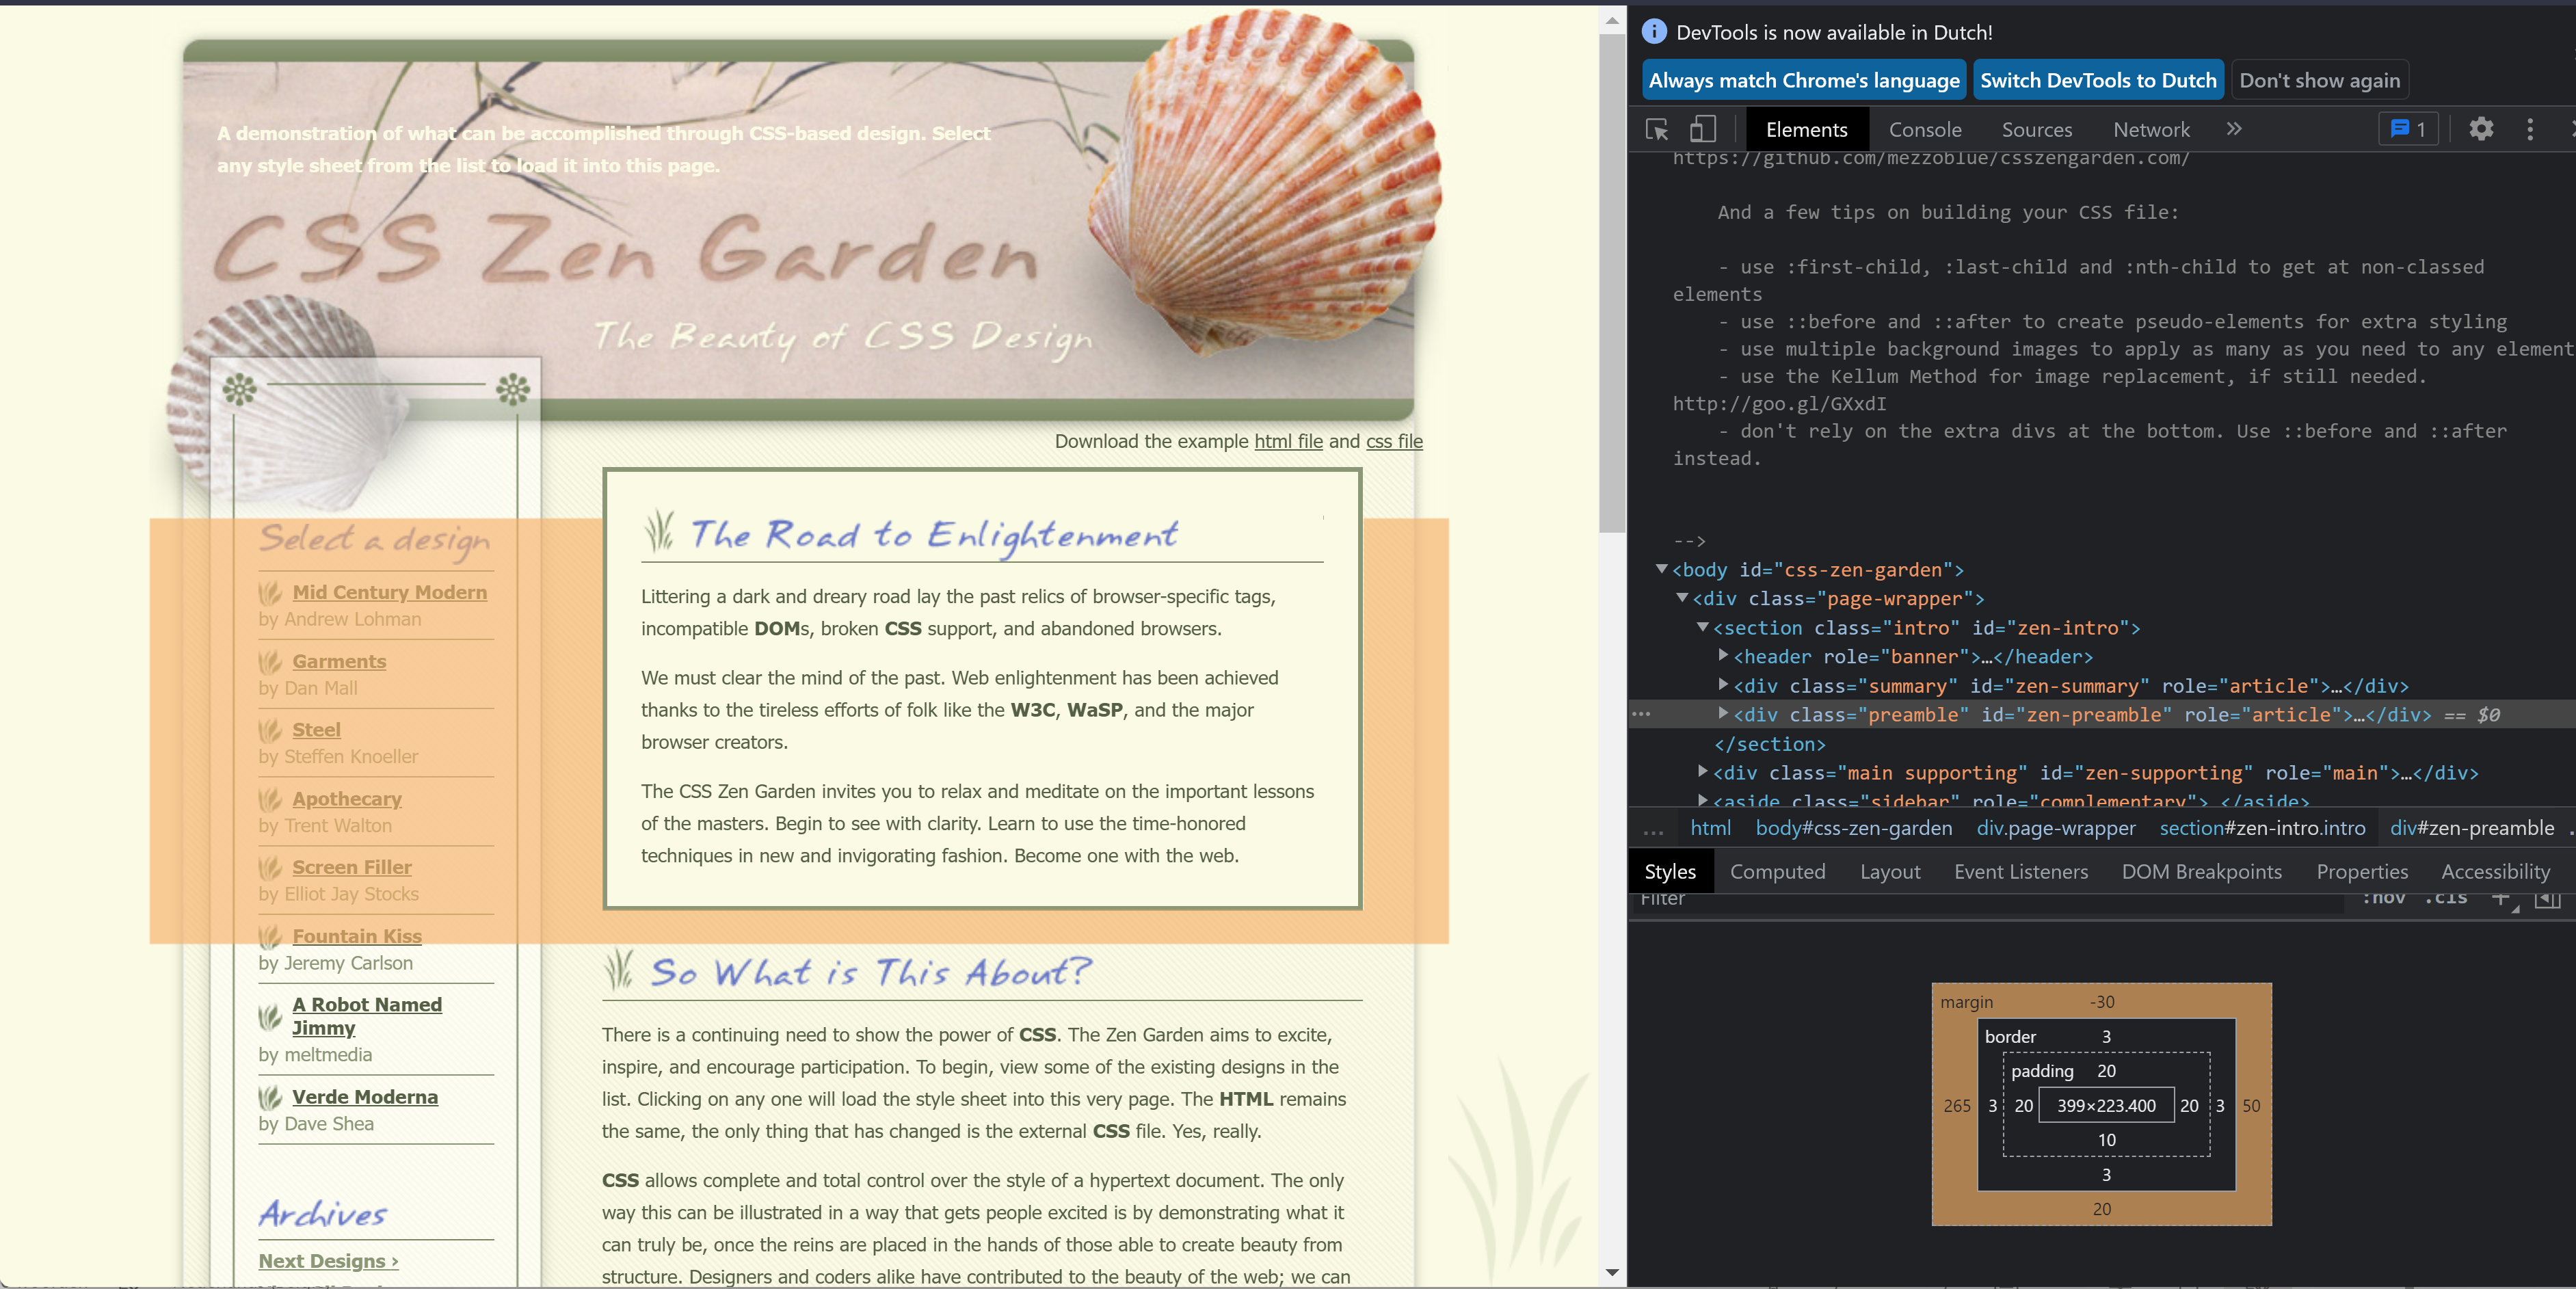 A demonstration of what can be accomplished through CSS-based design. Select
any style sheet from the list to load it into this page.
CSS Zen Garden
The Beauty of CSS Design
Download the example html file and css file
Select a design
Mid Century Modern
by Andrew Lohman
Garments
by Dan Mall
Steel
by Steffen Knoeller
Apothecary
by Trent Walton
Screen Filler
by Elliot Jay Stocks
Fountain Kiss
by Jeremy Carlson
A Robot Named
Jimmy
by meltmedia
Verde Moderna
by Dave Shea
Archives
Next Designs ›
The Road to Enlightenment
Littering a dark and dreary road lay the past relics of browser-specific tags,
incompatible DOMs, broken CSS support, and abandoned browsers.
We must clear the mind of the past. Web enlightenment has been achieved
thanks to the tireless efforts of folk like the W3C, WaSP, and the major
browser creators.
The CSS Zen Garden invites you to relax and meditate on the important lessons
of the masters. Begin to see with clarity. Learn to use the time-honored
techniques in new and invigorating fashion. Become one with the web.
So What is This About?
There is a continuing need to show the power of CSS. The Zen Garden aims to excite,
inspire, and encourage participation. To begin, view some of the existing designs in the
list. Clicking on any one will load the style sheet into this very page. The HTML remains
the same, the only thing that has changed is the external CSS file. Yes, really.
CSS allows complete and total control over the style of a hypertext document. The only
way this can be illustrated in a way that gets people excited is by demonstrating what it
can truly be, once the reins are placed in the hands of those able to create beauty from
structure. Designers and coders alike have contributed to the beauty of the web; we can
DevTools is now available in Dutch!
Always match Chrome's language Switch DevTools to Dutch Don't show again
Elements Console Sources Network » 1
https://github.com/mezzoblue/csszengarden.com/
And a few tips on building your CSS file:
- use :first-child, :last-child and :nth-child to get at non-classed
elements
- use ::before and ::after to create pseudo-elements for extra styling
- use multiple background images to apply as many as you need to any element
- use the Kellum Method for image replacement, if still needed.
http://goo.gl/GXxdI
- don't rely on the extra divs at the bottom. Use ::before and ::after
instead.
-->
<body id="css-zen-garden">
<div class="page-wrapper">
<section class="intro" id="zen-intro">
<header role="banner">…</header>
<div class="summary" id="zen-summary" role="article">…</div>
<div class="preamble" id="zen-preamble" role="article">…</div> == $0
</section>
<div class="main supporting" id="zen-supporting" role="main">…</div>
<aside class="sidebar" role="complementary"> </aside>
… html body#css-zen-garden div.page-wrapper section#zen-intro.intro div#zen-preamble
Styles Computed Layout Event Listeners DOM Breakpoints Properties Accessibility
Filter :hov .cls +
margin -30
border 3
padding 20
265 3 20 399×223.400 20 3 50
10
3
20